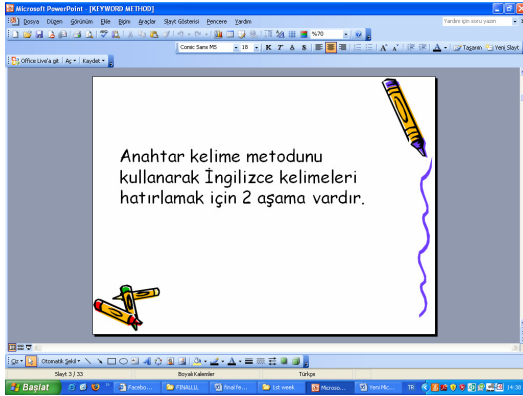 Microsoft PowerPoint - [KEYWORD METHOD]
Dosya Düzen Görünüm Ekle Biçim Araçlar Slayt Gösterisi Pencere Yardım
Yardım için soru yazın
%70
Comic Sans MS 18 K T A S Tasarım Yeni Slayt
Office Live'a git Aç Kaydet
Anahtar kelime metodunu
kullanarak İngilizce kelimeleri
hatırlamak için 2 aşama vardır.
Çiz Otomatik Şekil
Slayt 3 / 33 Boyalı Kalemler Türkçe
Başlat Facebo... FINALLLL final fe... 1st week Microso... Yeni Mic... TR 14:38